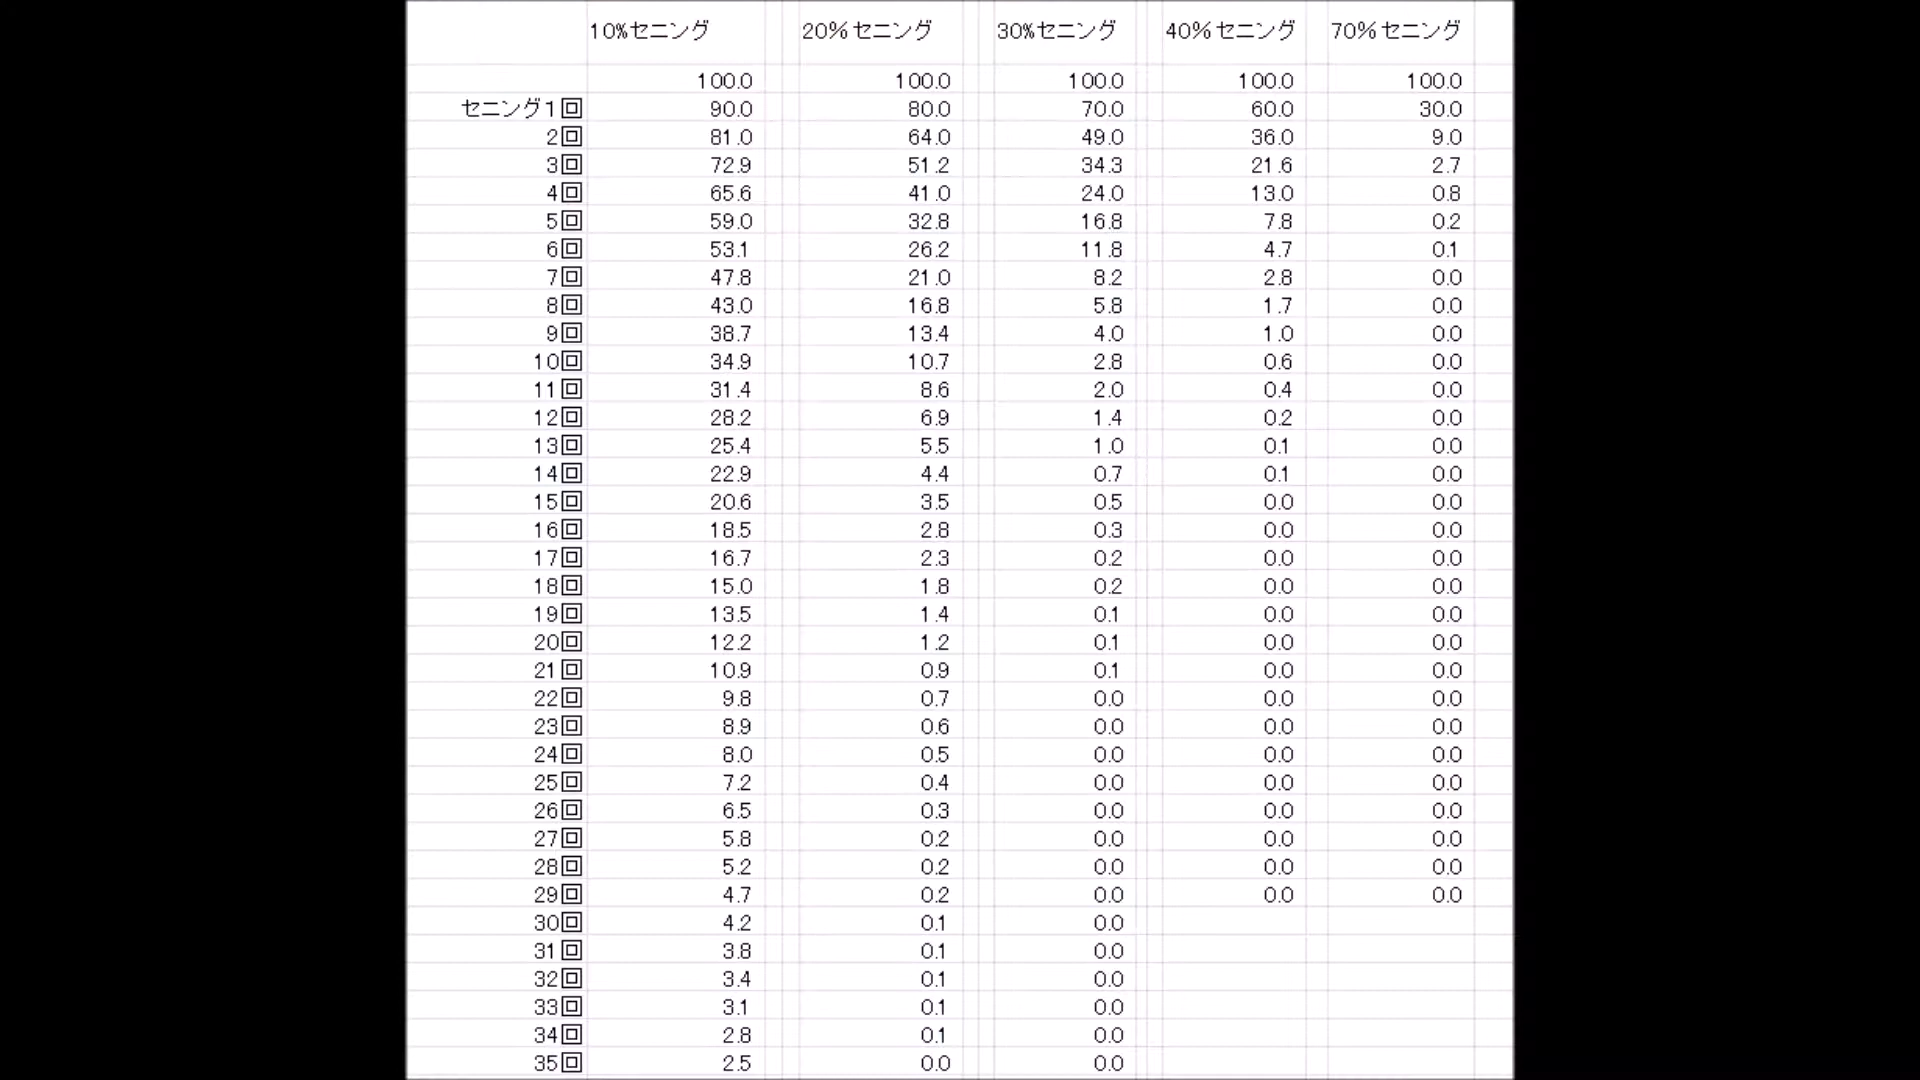 10%セニング 20%セニング 30%セニング 40%セニング 70%セニング
100.0 100.0 100.0 100.0 100.0
セニング1回 90.0 80.0 70.0 60.0 30.0
2回 81.0 64.0 49.0 36.0 9.0
3回 72.9 51.2 34.3 21.6 2.7
4回 65.6 41.0 24.0 13.0 0.8
5回 59.0 32.8 16.8 7.8 0.2
6回 53.1 26.2 11.8 4.7 0.1
7回 47.8 21.0 8.2 2.8 0.0
8回 43.0 16.8 5.8 1.7 0.0
9回 38.7 13.4 4.0 1.0 0.0
10回 34.9 10.7 2.8 0.6 0.0
11回 31.4 8.6 2.0 0.4 0.0
12回 28.2 6.9 1.4 0.2 0.0
13回 25.4 5.5 1.0 0.1 0.0
14回 22.9 4.4 0.7 0.1 0.0
15回 20.6 3.5 0.5 0.0 0.0
16回 18.5 2.8 0.3 0.0 0.0
17回 16.7 2.3 0.2 0.0 0.0
18回 15.0 1.8 0.2 0.0 0.0
19回 13.5 1.4 0.1 0.0 0.0
20回 12.2 1.2 0.1 0.0 0.0
21回 10.9 0.9 0.1 0.0 0.0
22回 9.8 0.7 0.0 0.0 0.0
23回 8.9 0.6 0.0 0.0 0.0
24回 8.0 0.5 0.0 0.0 0.0
25回 7.2 0.4 0.0 0.0 0.0
26回 6.5 0.3 0.0 0.0 0.0
27回 5.8 0.2 0.0 0.0 0.0
28回 5.2 0.2 0.0 0.0 0.0
29回 4.7 0.2 0.0 0.0 0.0
30回 4.2 0.1 0.0
31回 3.8 0.1 0.0
32回 3.4 0.1 0.0
33回 3.1 0.1 0.0
34回 2.8 0.1 0.0
35回 2.5 0.0 0.0